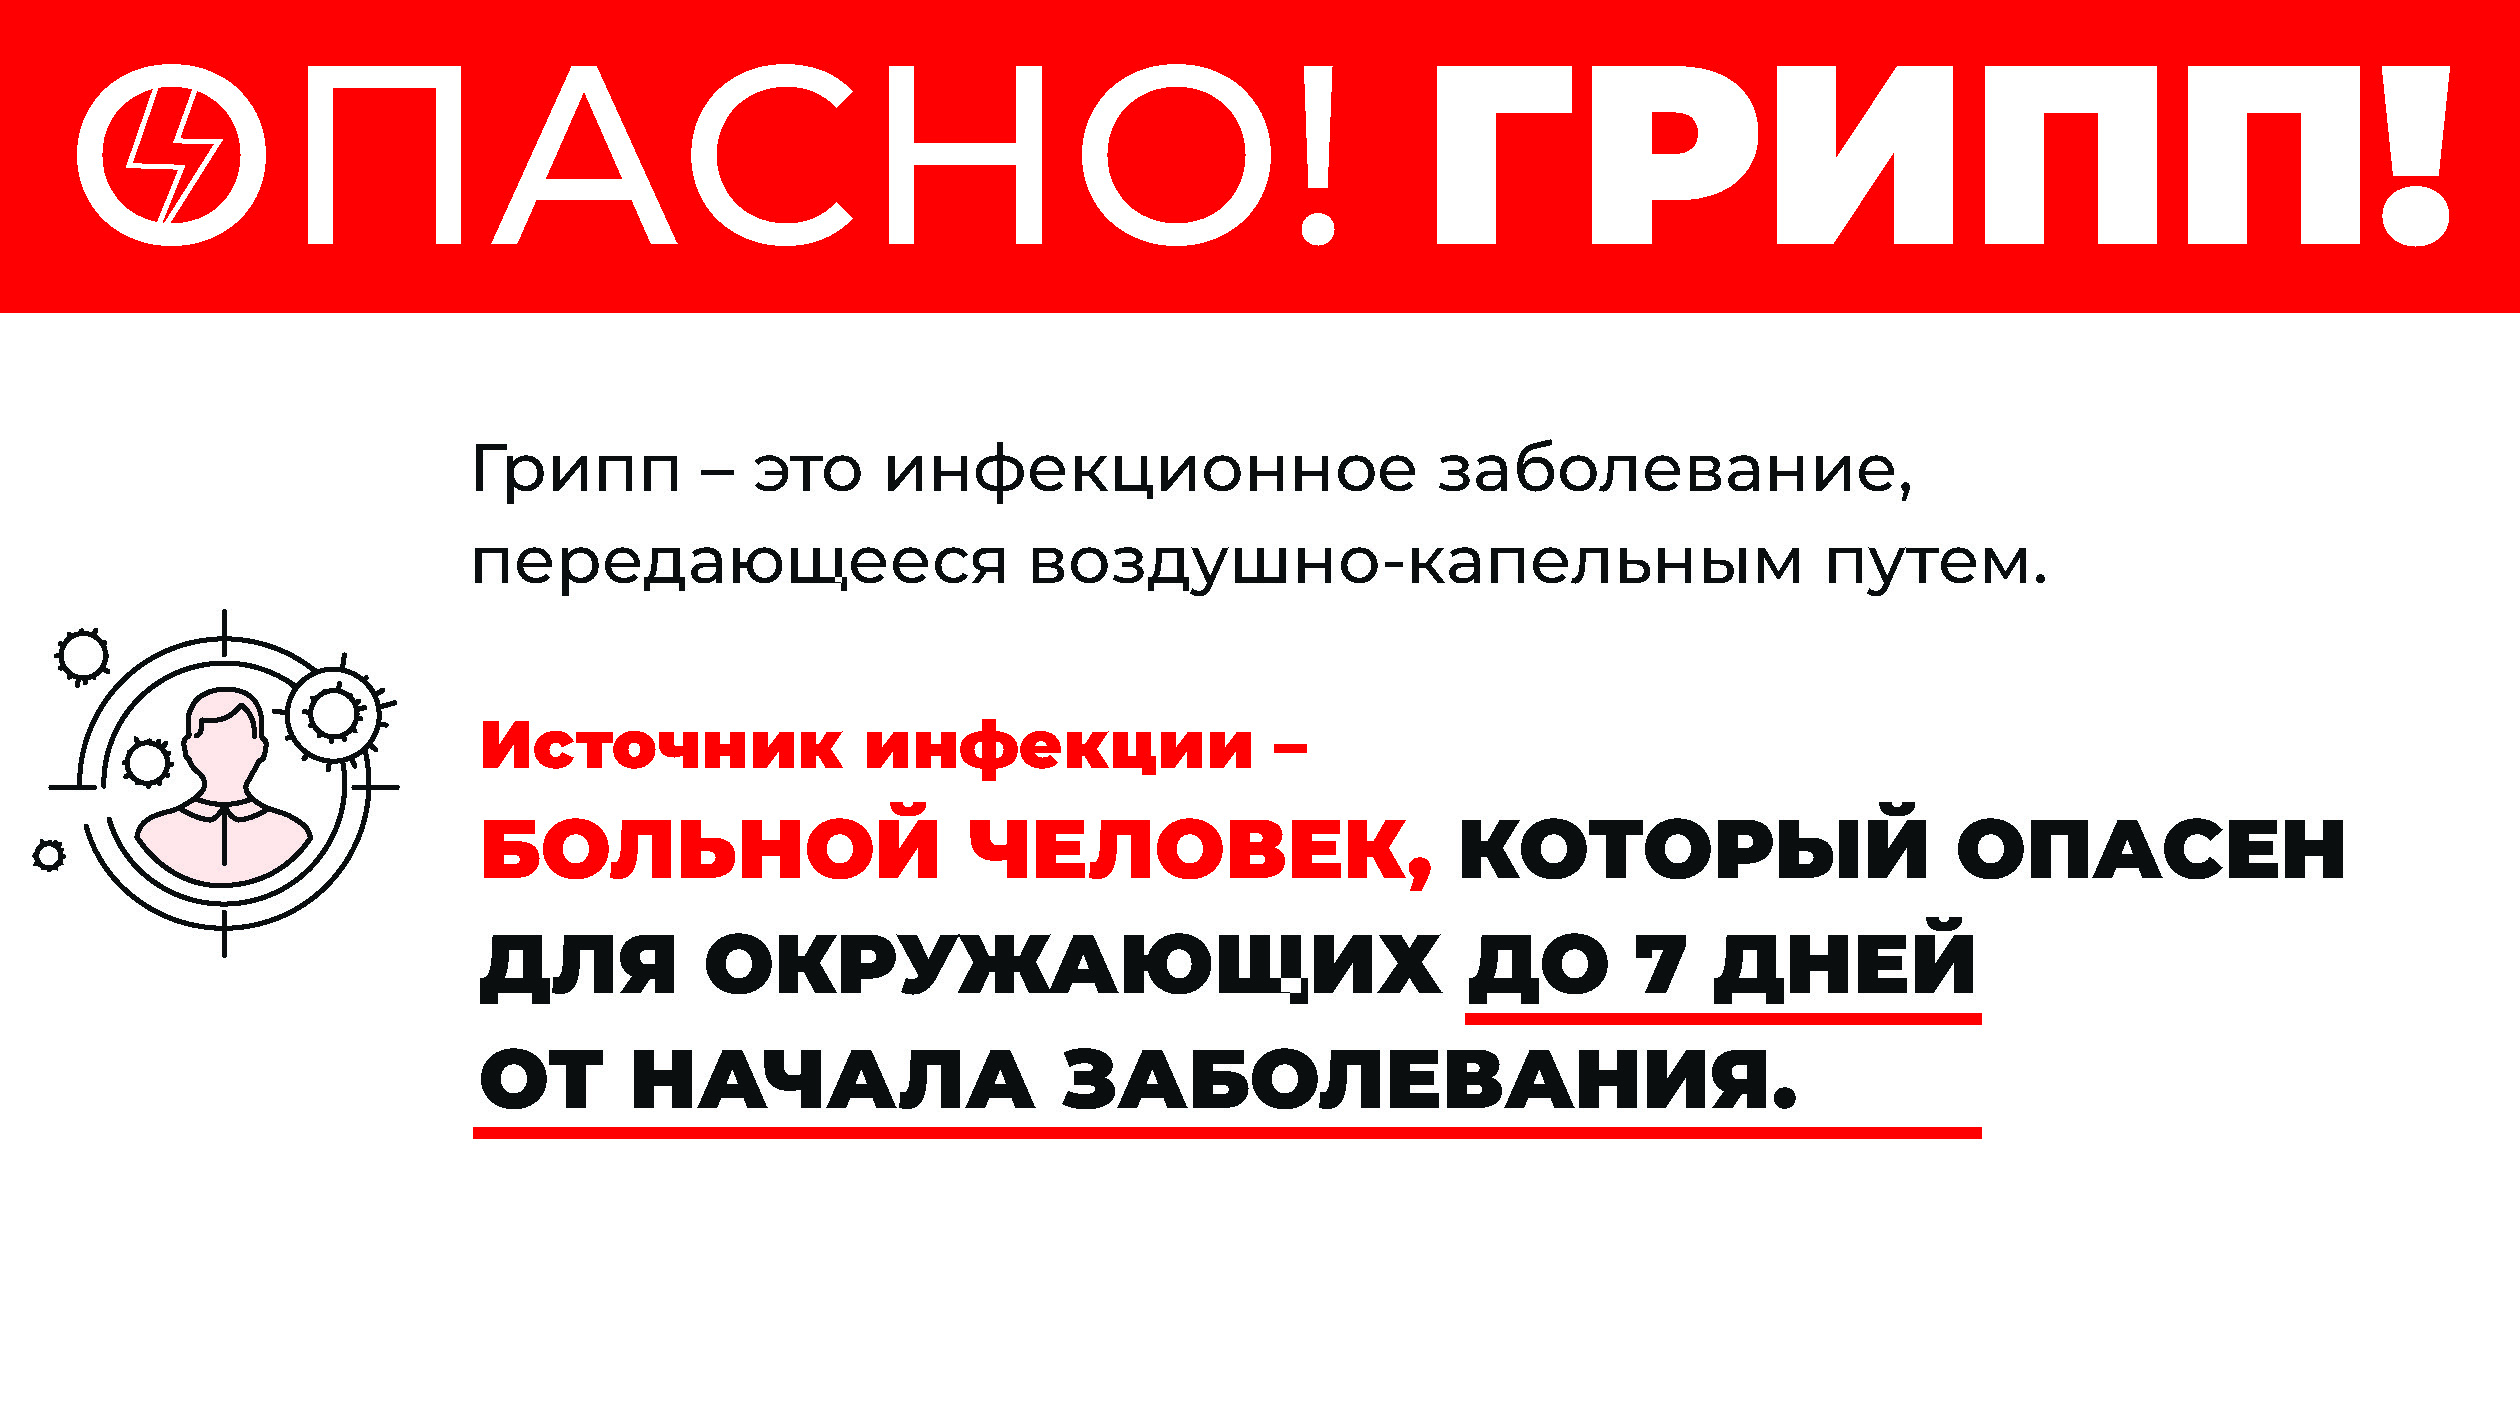 ОПАСНО! ГРИПП!
Грипп – это инфекционное заболевание,
передающееся воздушно-капельным путем.
Источник инфекции –
БОЛЬНОЙ ЧЕЛОВЕК, КОТОРЫЙ ОПАСЕН
ДЛЯ ОКРУЖАЮЩИХ ДО 7 ДНЕЙ
ОТ НАЧАЛА ЗАБОЛЕВАНИЯ.